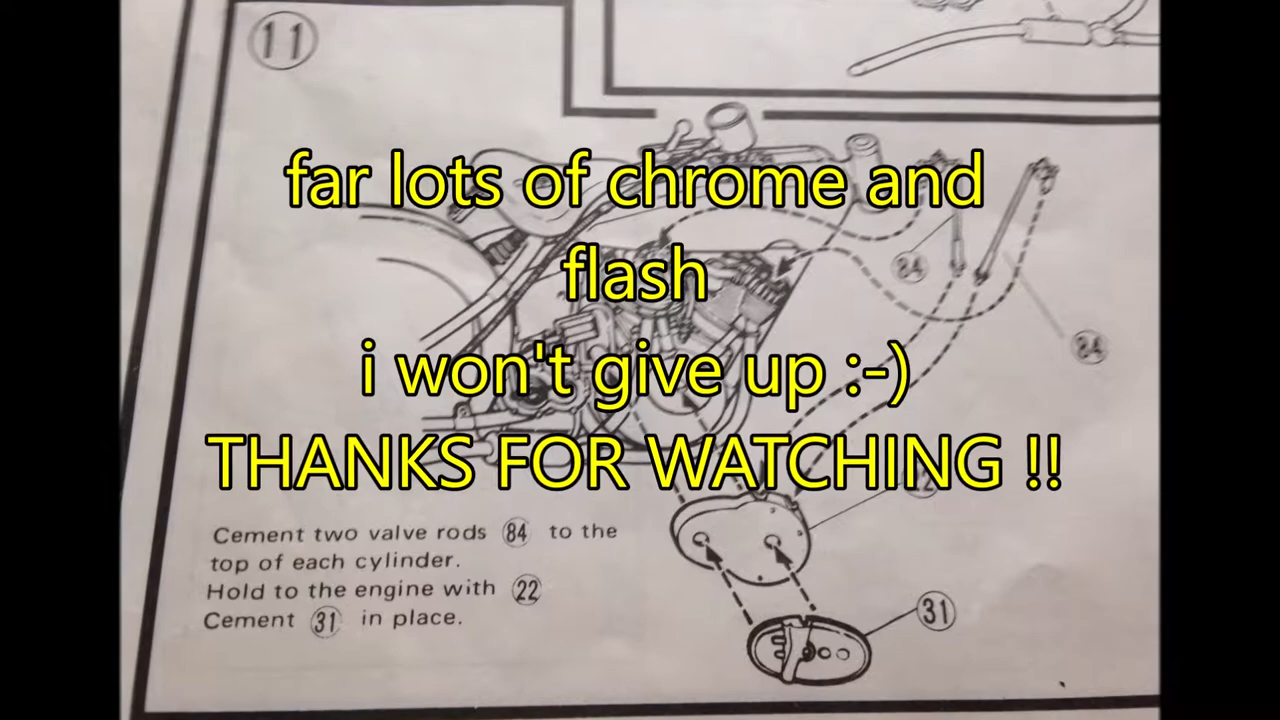 11
far lots of chrome and
flash
i won't give up :-)
THANKS FOR WATCHING !!
84
84
Cement two valve rods 84 to the
top of each cylinder.
Hold to the engine with 22
Cement 31 in place.
31